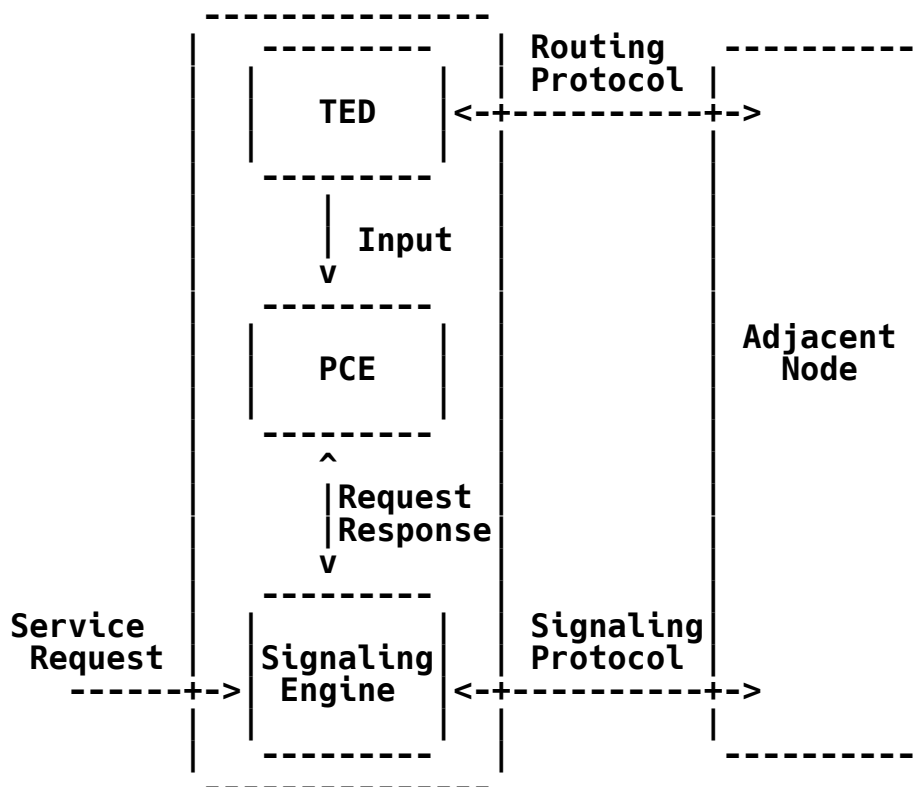 Routing
Protocol
TED
Input
PCE
Adjacent
Node
Request
Response
Service
Request
Signaling
Engine
Signaling
Protocol